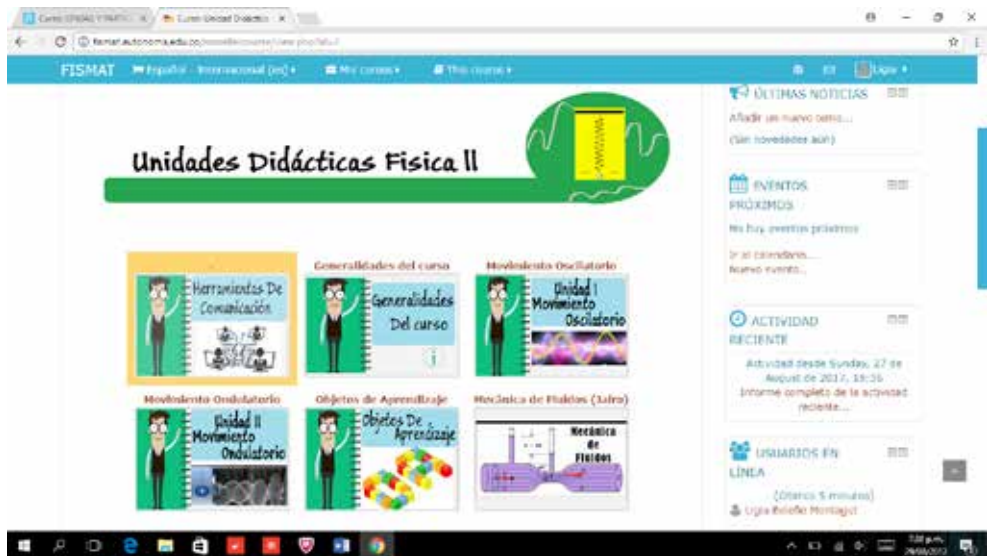 FISMAT Español - Internacional (es) Mis cursos This course
Unidades Didácticas Fisica ll
Herramientas De
Comunicación
Generalidades del curso
Generalidades
Del curso
Movimiento Oscilatorio
Unidad I
Movimiento
Oscilatorio
Movimiento Ondulatorio
Unidad II
Movimiento
Ondulatorio
Objetos de Aprendizaje
Objetos De
Aprendizaje
Mecánica de Fluidos (Jairo)
Mecánica
de
Fluidos
ÚLTIMAS NOTICIAS
Añadir un nuevo tema...
(Sin novedades aún)
EVENTOS
PRÓXIMOS
No hay eventos próximos
Ir al calendario...
Nuevo evento...
ACTIVIDAD
RECIENTE
Actividad desde Sunday, 27 de
August de 2017, 19:36
Informe completo de la actividad
reciente...
USUARIOS EN
LÍNEA
(Últimos 5 minutos)